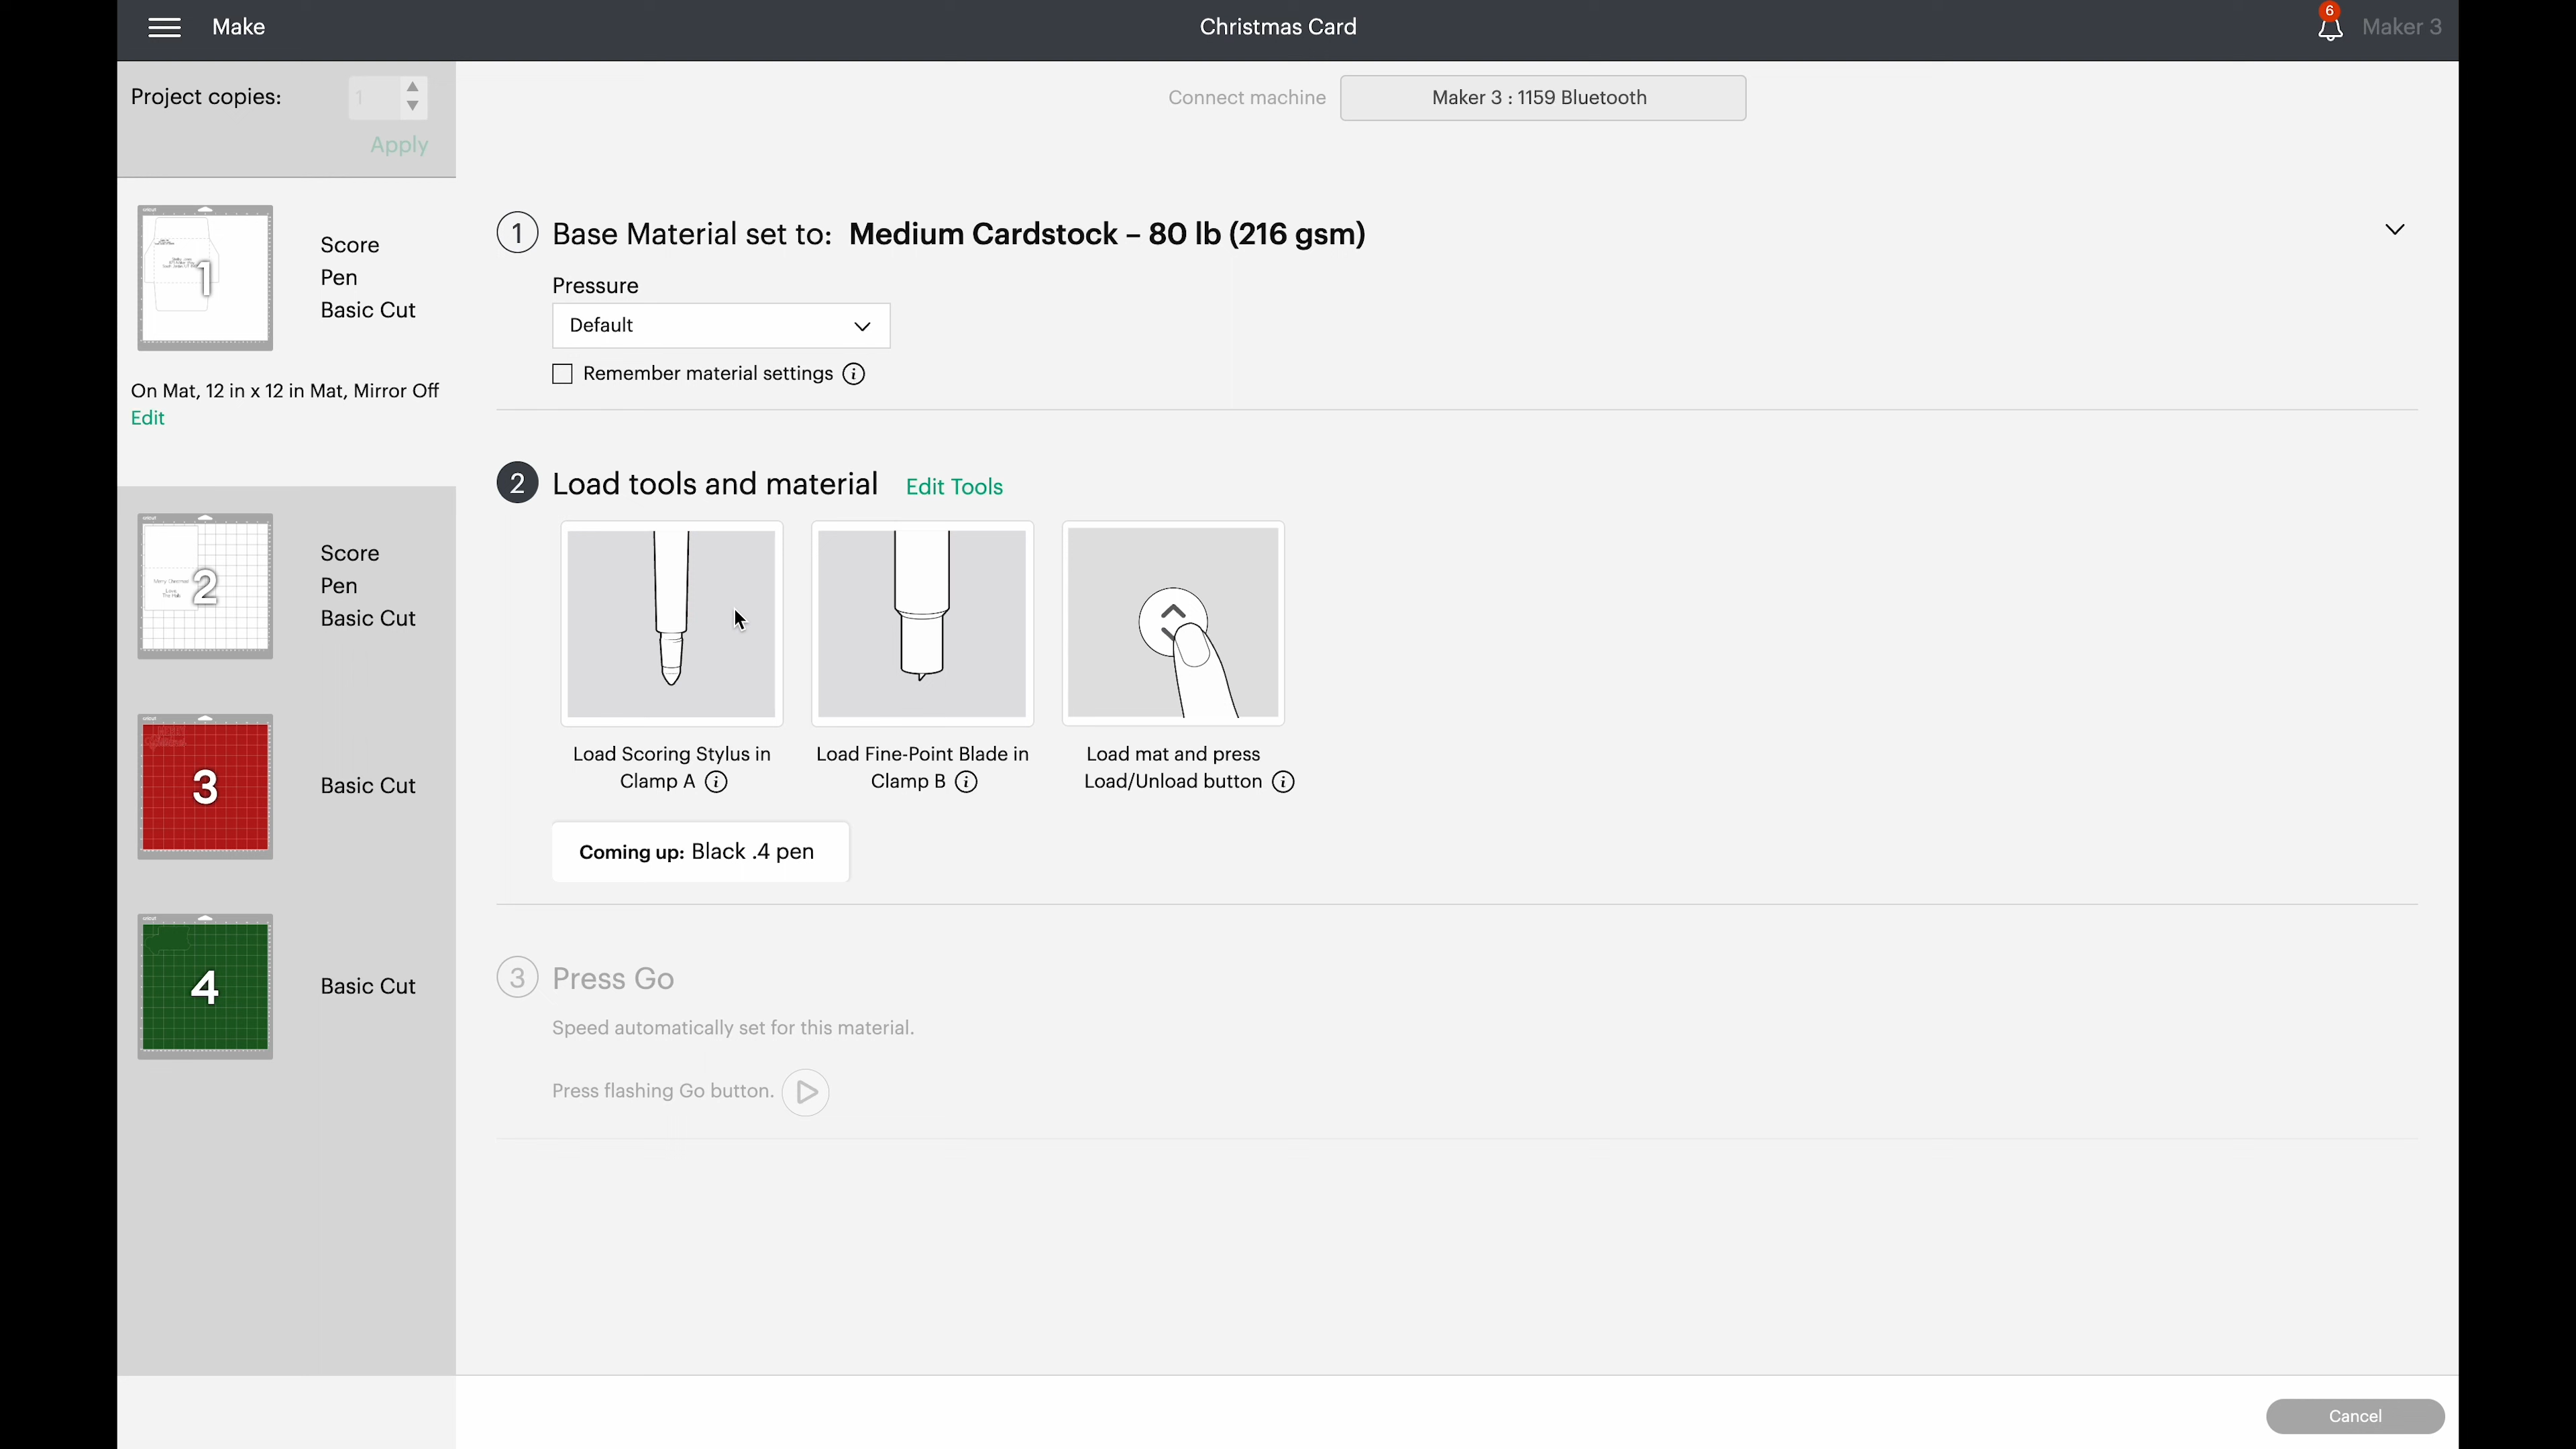 Make
Christmas Card
6
Maker 3
Project copies:
1
Apply
Connect machine
Maker 3 : 1159 Bluetooth
1
Score
Pen
Basic Cut
On Mat, 12 in x 12 in Mat, Mirror Off
Edit
2
Merry Christmas
Love,
Score
Pen
Basic Cut
3
Basic Cut
4
Basic Cut
1 Base Material set to: Medium Cardstock – 80 lb (216 gsm)
Pressure
Default
Remember material settings
2 Load tools and material Edit Tools
Load Scoring Stylus in
Clamp A
Load Fine-Point Blade in
Clamp B
Load mat and press
Load/Unload button
Coming up: Black .4 pen
3 Press Go
Speed automatically set for this material.
Press flashing Go button.
Cancel